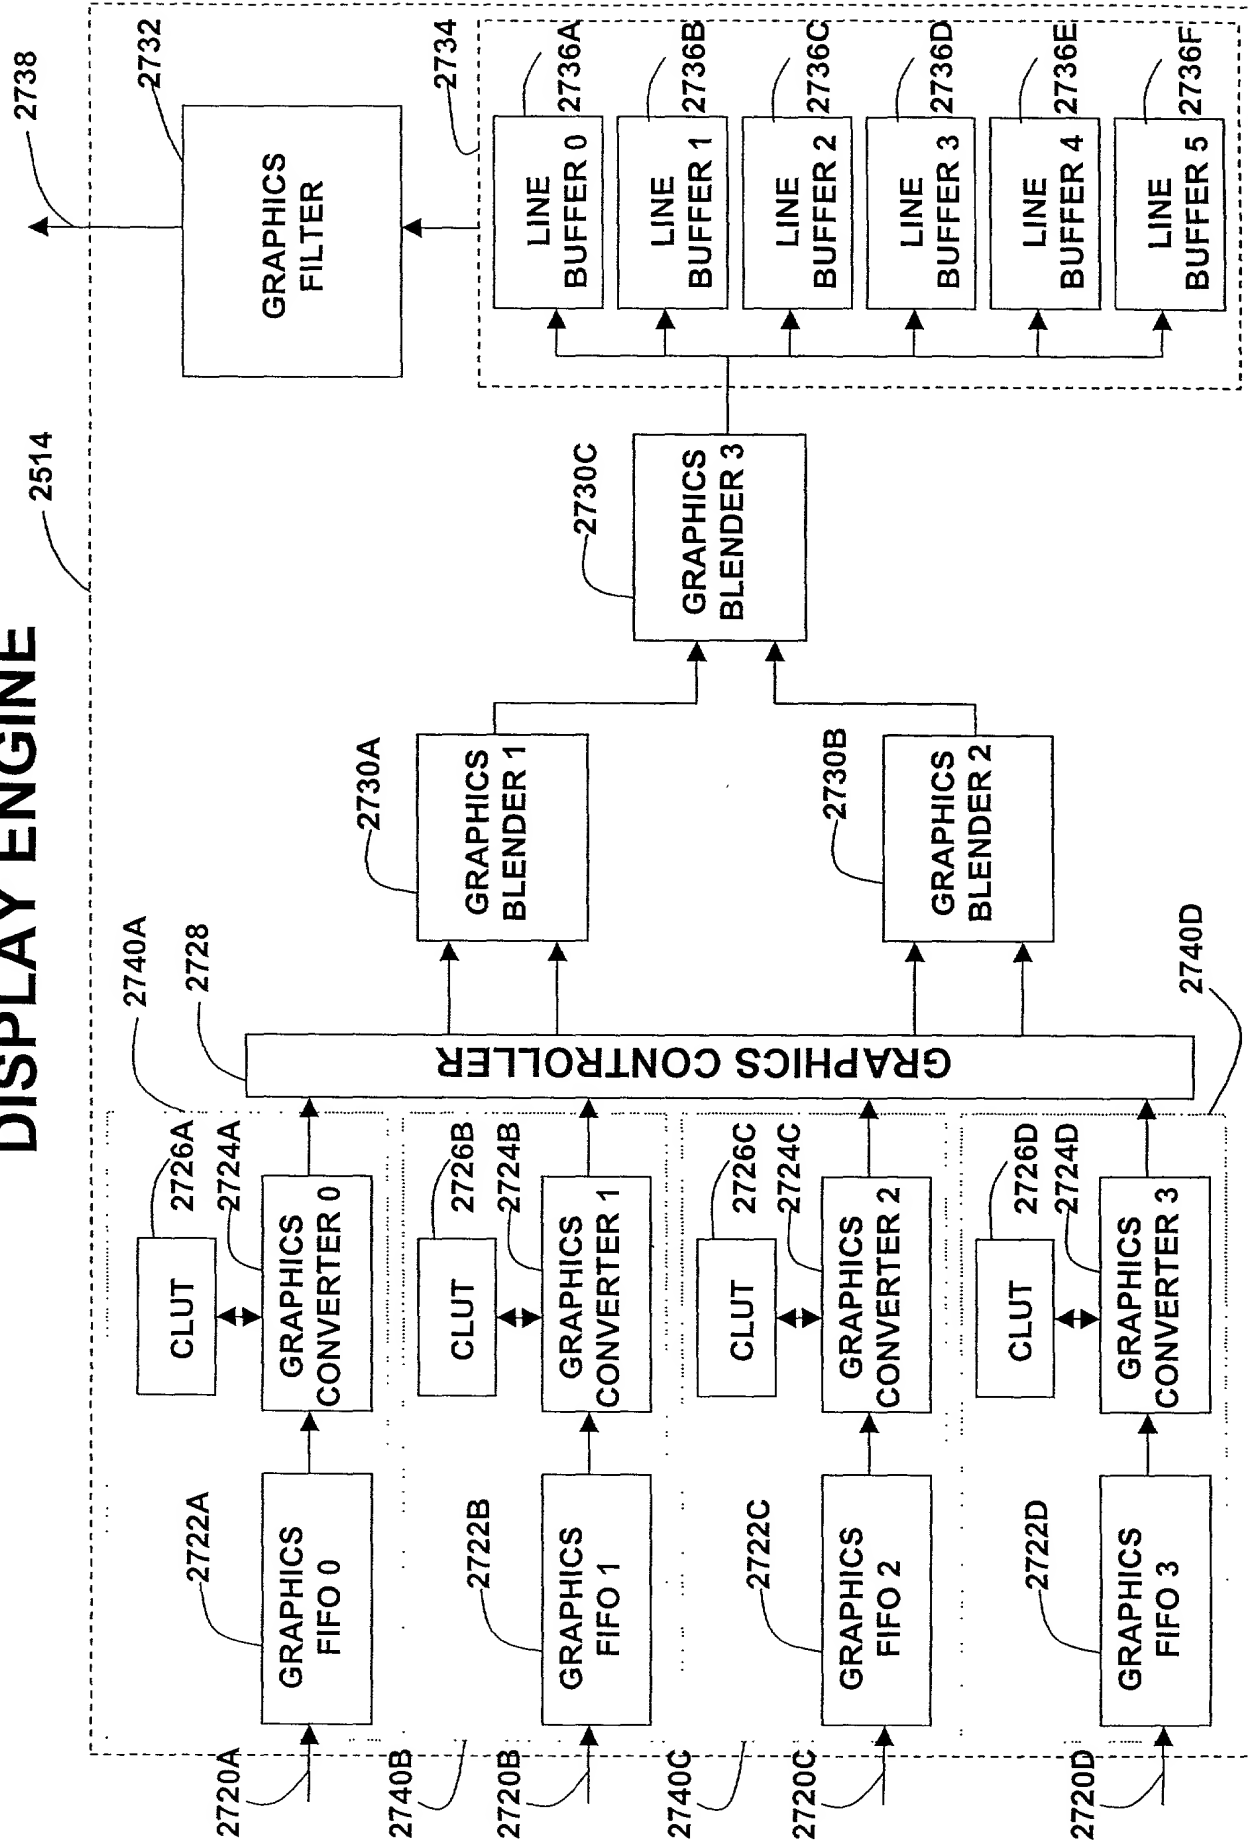 DISPLAY ENGINE
2514
2738
2732
GRAPHICS
FILTER
2734
2740A
2726A
CLUT
2724A
GRAPHICS
CONVERTER 0
2722A
GRAPHICS
FIFO 0
2720A
2728
GRAPHICS CONTROLLER
2740B
2726B
CLUT
2724B
GRAPHICS
CONVERTER 1
2722B
GRAPHICS
FIFO 1
2720B
2740C
2726C
CLUT
2724C
GRAPHICS
CONVERTER 2
2722C
GRAPHICS
FIFO 2
2720C
2740D
2726D
CLUT
2724D
GRAPHICS
CONVERTER 3
2722D
GRAPHICS
FIFO 3
2720D
2730A
GRAPHICS
BLENDER 1
2730B
GRAPHICS
BLENDER 2
2730C
GRAPHICS
BLENDER 3
LINE
BUFFER 0
2736A
LINE
BUFFER 1
2736B
LINE
BUFFER 2
2736C
LINE
BUFFER 3
2736D
LINE
BUFFER 4
2736E
LINE
BUFFER 5
2736F